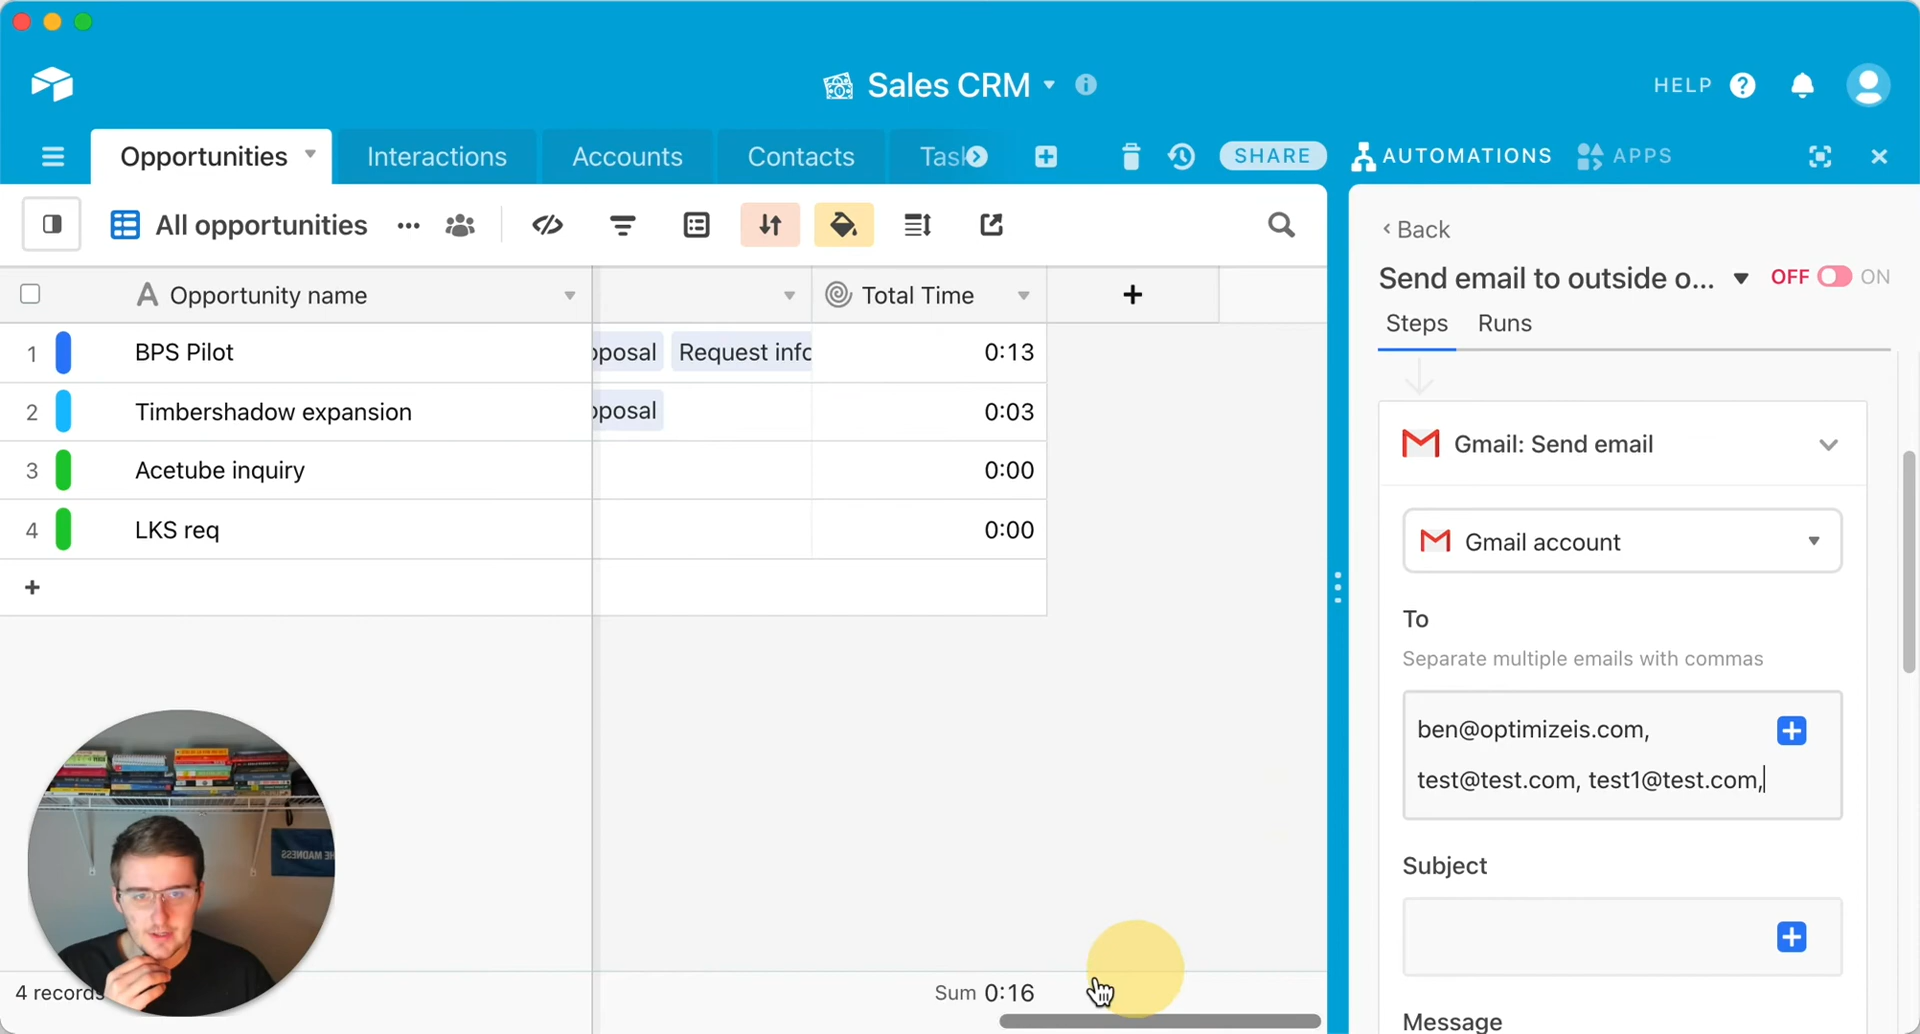 Sales CRM
HELP
Opportunities
Interactions
Accounts
Contacts
Task
SHARE
AUTOMATIONS
APPS
All opportunities
Opportunity name
Total Time
1 BPS Pilot
Request info
0:13
2 Timbershadow expansion
0:03
3 Acetube inquiry
0:00
4 LKS req
0:00
4 records
Sum 0:16
Back
Send email to outside o...
OFF
ON
Steps
Runs
Gmail: Send email
Gmail account
To
Separate multiple emails with commas
ben@optimizeis.com,
test@test.com, test1@test.com,
Subject
Message